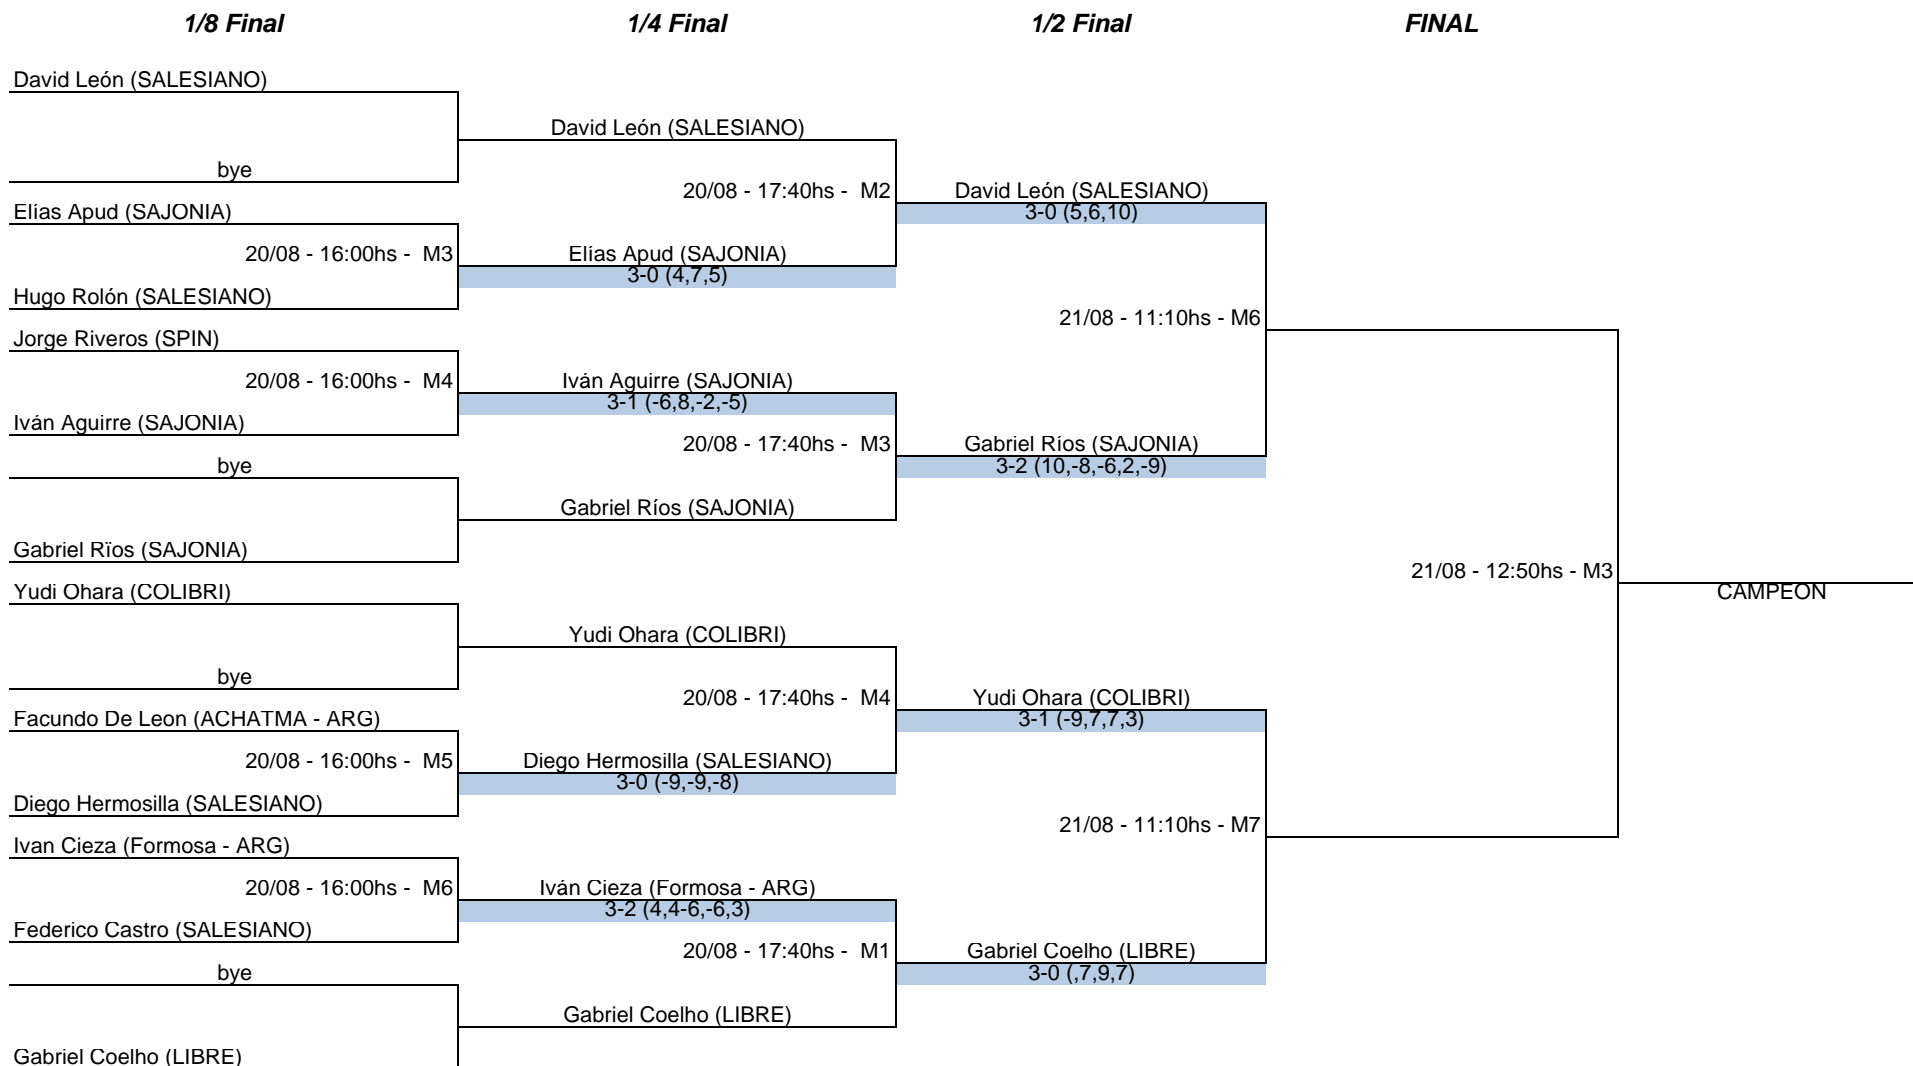 1/8 Final
1/4 Final
1/2 Final
FINAL
David León (SALESIANO)
David León (SALESIANO)
bye
20/08 - 17:40hs -  M2
David León (SALESIANO)
Elías Apud (SAJONIA)
3-0 (5,6,10)
20/08 - 16:00hs -  M3
Elías Apud (SAJONIA)
3-0 (4,7,5)
Hugo Rolón (SALESIANO)
21/08 - 11:10hs - M6
Jorge Riveros (SPIN)
20/08 - 16:00hs -  M4
Iván Aguirre (SAJONIA)
3-1 (-6,8,-2,-5)
Iván Aguirre (SAJONIA)
20/08 - 17:40hs -  M3
Gabriel Ríos (SAJONIA)
bye
3-2 (10,-8,-6,2,-9)
Gabriel Ríos (SAJONIA)
Gabriel Rïos (SAJONIA)
21/08 - 12:50hs - M3
Yudi Ohara (COLIBRI)
CAMPEON
Yudi Ohara (COLIBRI)
bye
20/08 - 17:40hs -  M4
Yudi Ohara (COLIBRI)
Facundo De Leon (ACHATMA - ARG)
3-1 (-9,7,7,3)
20/08 - 16:00hs -  M5
Diego Hermosilla (SALESIANO)
3-0 (-9,-9,-8)
Diego Hermosilla (SALESIANO)
21/08 - 11:10hs - M7
Ivan Cieza (Formosa - ARG)
20/08 - 16:00hs -  M6
Iván Cieza (Formosa - ARG)
3-2 (4,4-6,-6,3)
Federico Castro (SALESIANO)
20/08 - 17:40hs -  M1
Gabriel Coelho (LIBRE)
bye
3-0 (,7,9,7)
Gabriel Coelho (LIBRE)
Gabriel Coelho (LIBRE)